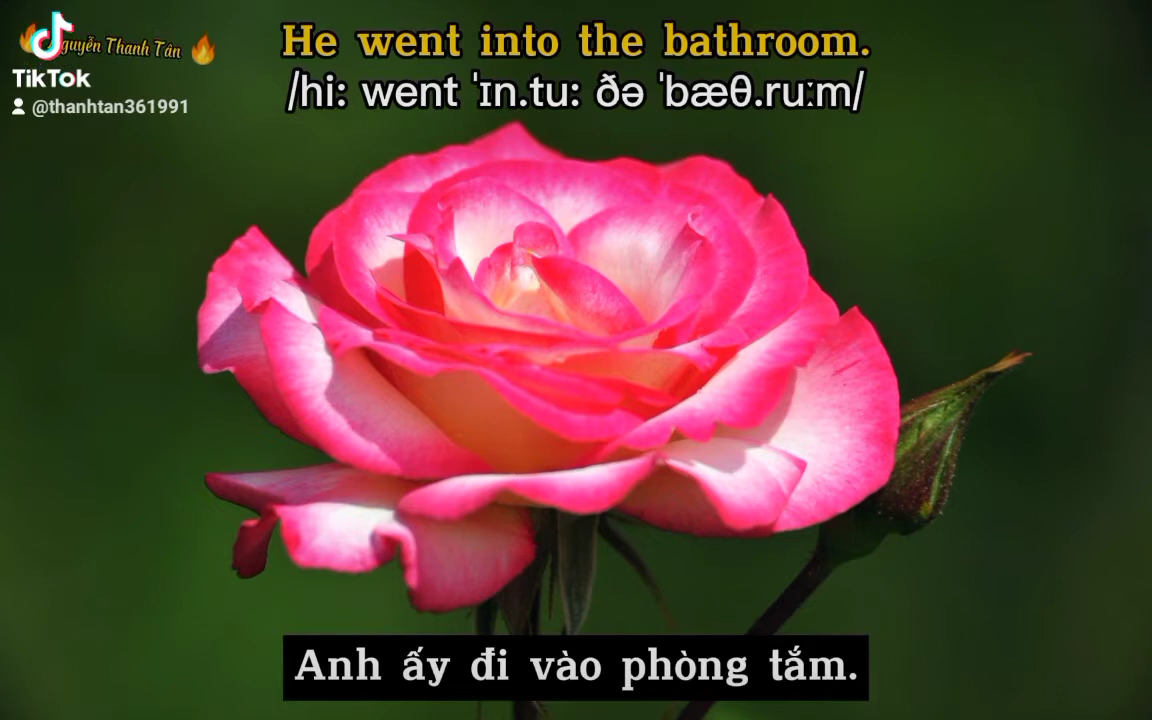 Nguyễn Thanh Tân
He went into the bathroom.
/hi: went ˈɪn.tu: ðə ˈbæθ.ruːm/
TikTok
@thanhtan361991
Anh ấy đi vào phòng tắm.